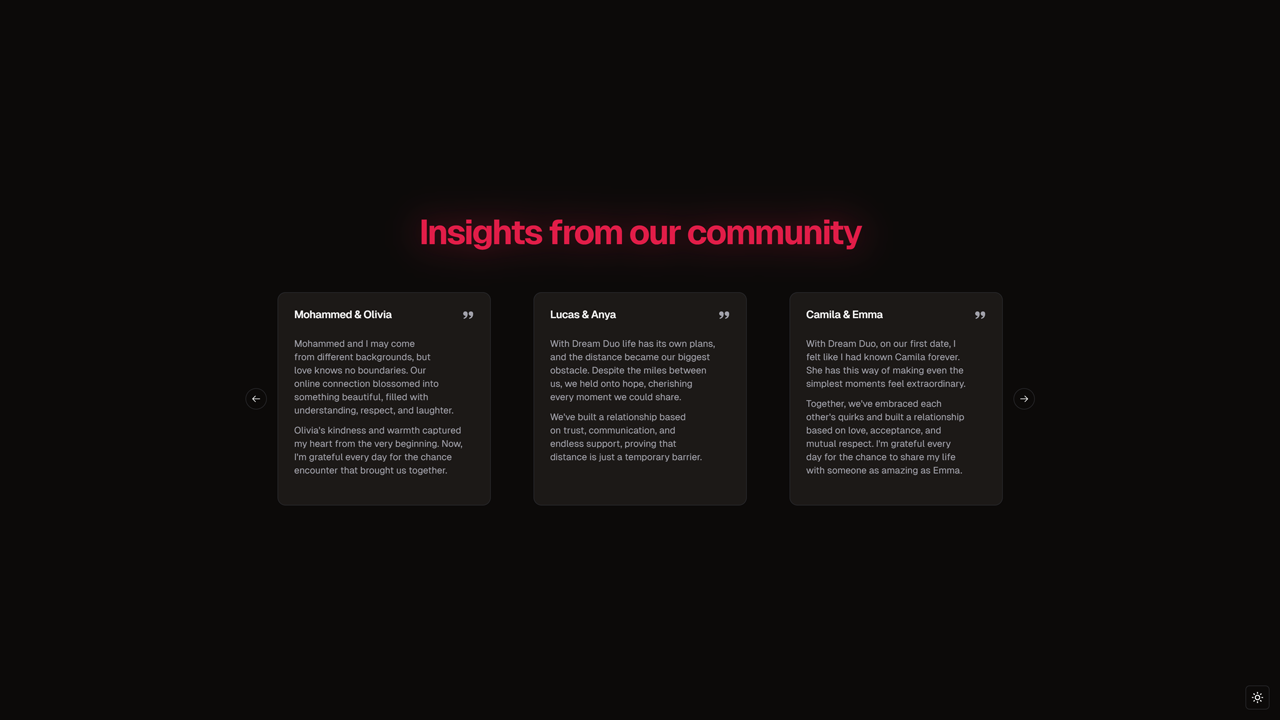 Insights from our community
Mohammed & Olivia
Mohammed and I may come
from different backgrounds, but
love knows no boundaries. Our
online connection blossomed into
something beautiful, filled with
understanding, respect, and laughter.
Olivia's kindness and warmth captured
my heart from the very beginning. Now,
I'm grateful every day for the chance
encounter that brought us together.
Lucas & Anya
With Dream Duo life has its own plans,
and the distance became our biggest
obstacle. Despite the miles between
us, we held onto hope, cherishing
every moment we could share.
We've built a relationship based
on trust, communication, and
endless support, proving that
distance is just a temporary barrier.
Camila & Emma
With Dream Duo, on our first date, I
felt like I had known Camila forever.
She has this way of making even the
simplest moments feel extraordinary.
Together, we've embraced each
other's quirks and built a relationship
based on love, acceptance, and
mutual respect. I'm grateful every
day for the chance to share my life
with someone as amazing as Emma.